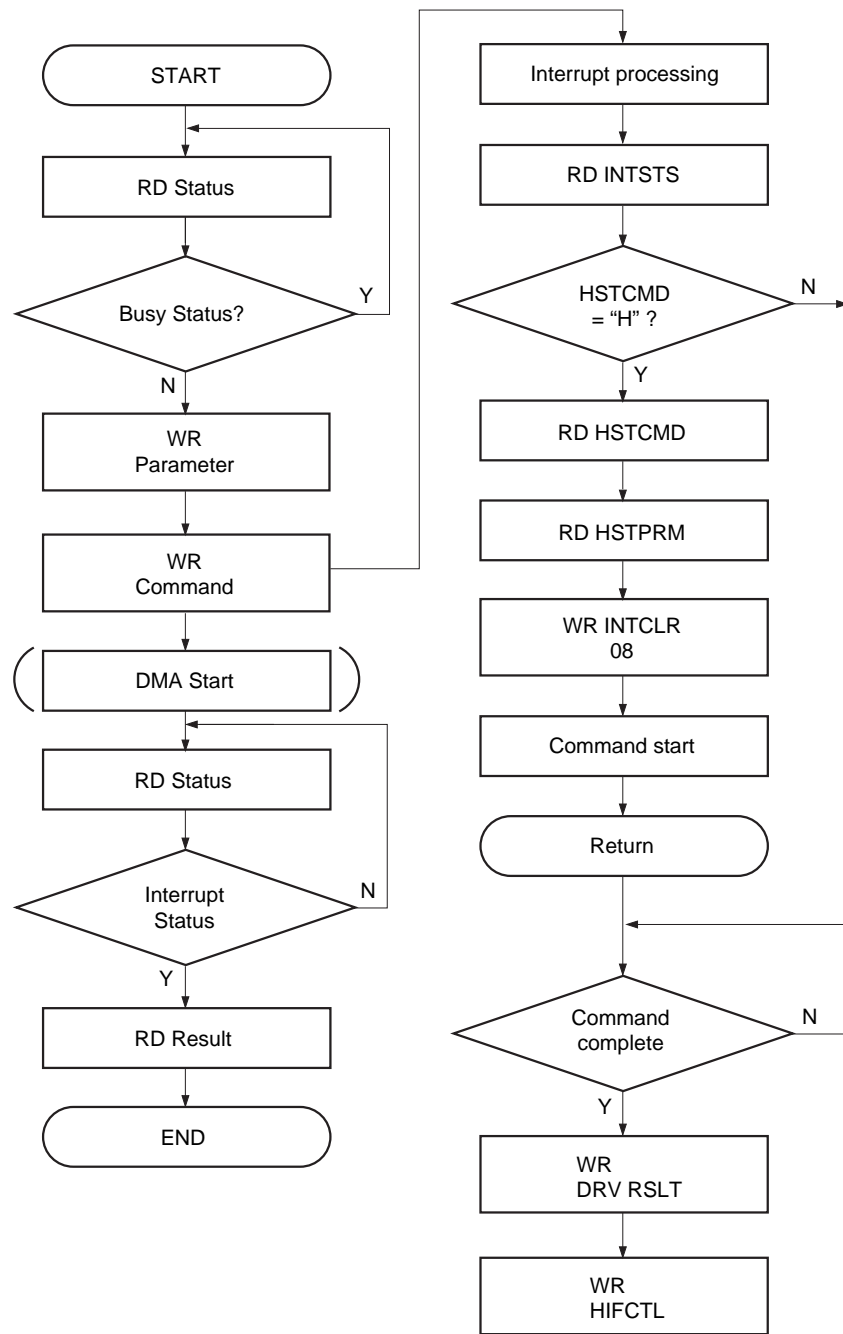 START
RD Status
Busy Status?
Y
N
WR
Parameter
WR
Command
DMA Start
RD Status
Interrupt
Status
N
Y
RD Result
END
Interrupt processing
RD INTSTS
HSTCMD
= “H” ?
N
Y
RD HSTCMD
RD HSTPRM
WR INTCLR
08
Command start
Return
Command
complete
N
Y
WR
DRV RSLT
WR
HIFCTL